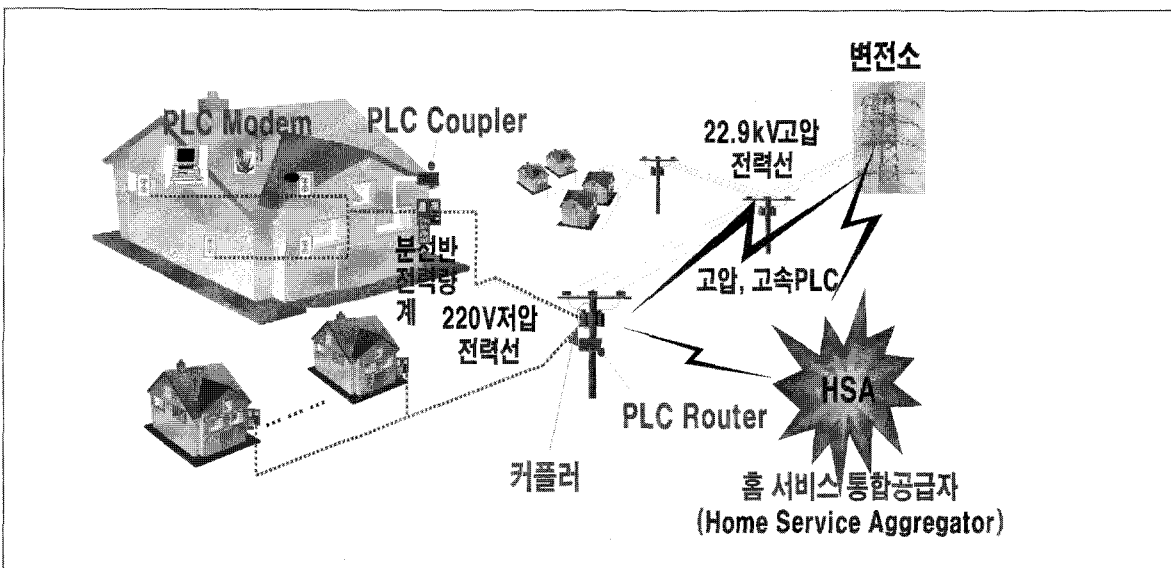 변전소
PLC Modem
PLC Coupler
22.9kV고압
전력선
분전반
전력량
계
220V저압
전력선
고압, 고속PLC
HSA
PLC Router
커플러
홈 서비스 통합공급자
(Home Service Aggregator)